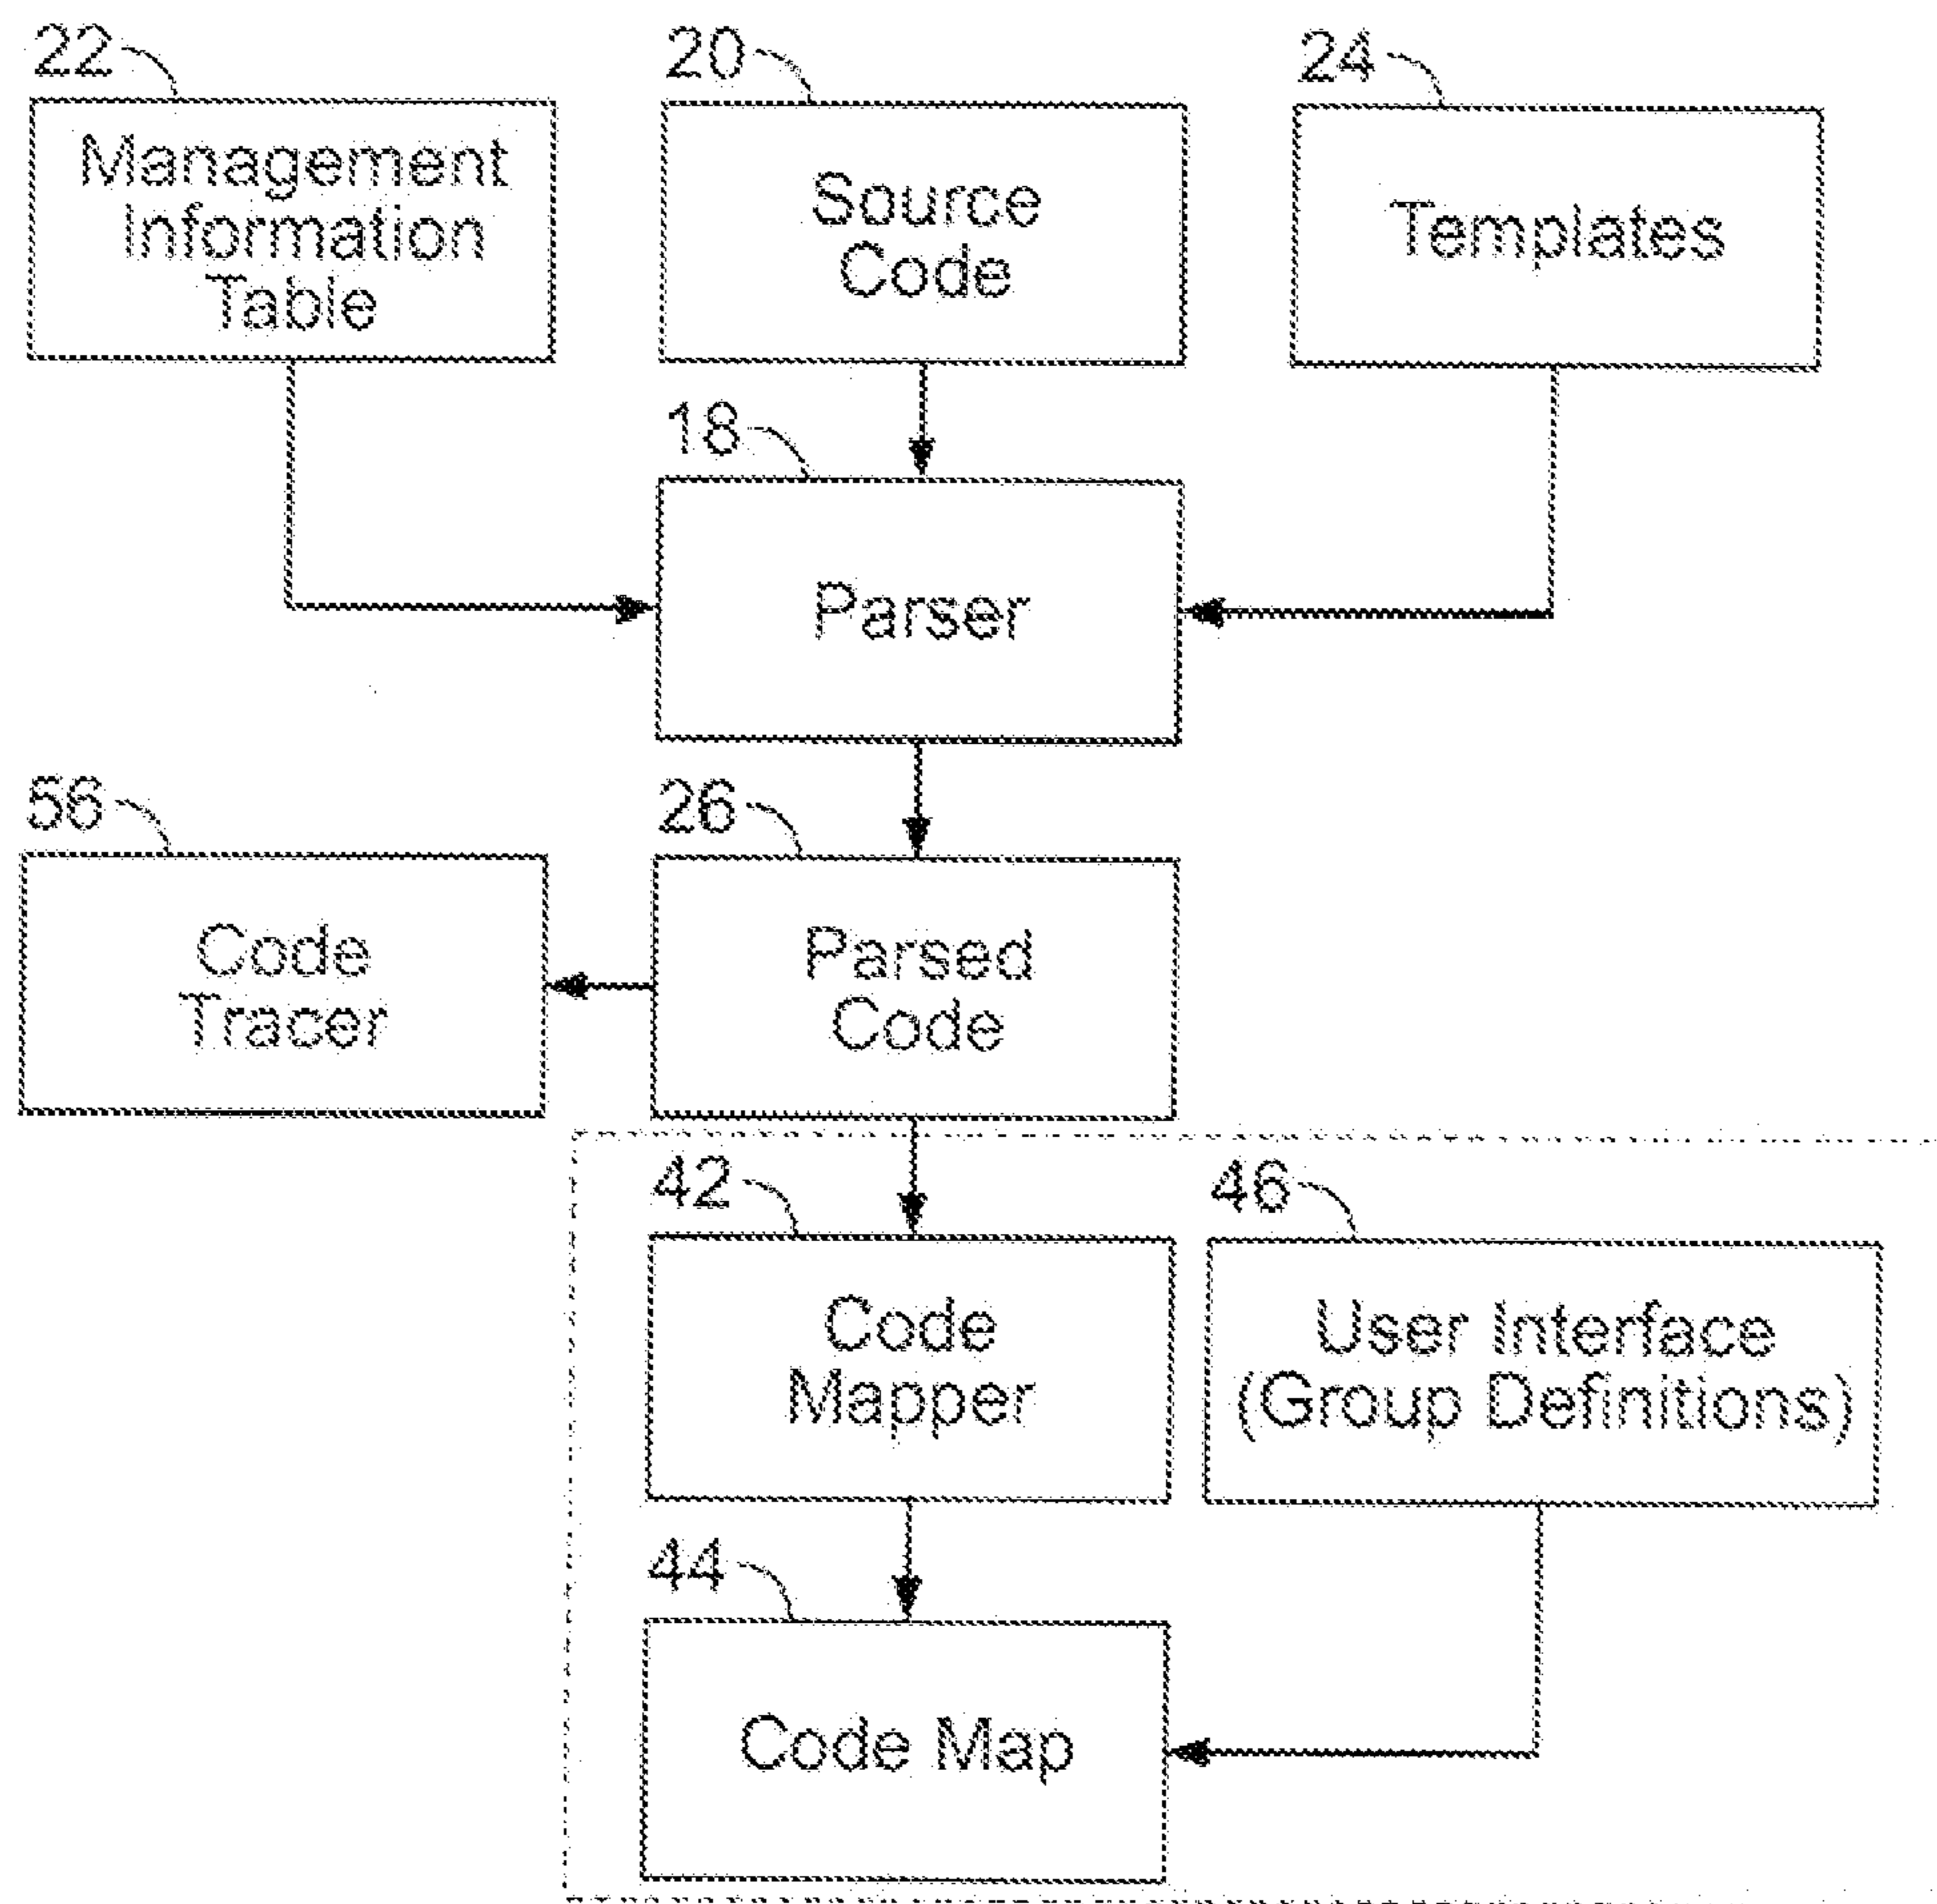 22
20
24
Management
Information
Table
Source
Code
Templates
18
Parser
56
26
Code
Tracer
Parsed
Code
42
46
Code
Mapper
User Interface
(Group Definitions)
44
Code Map